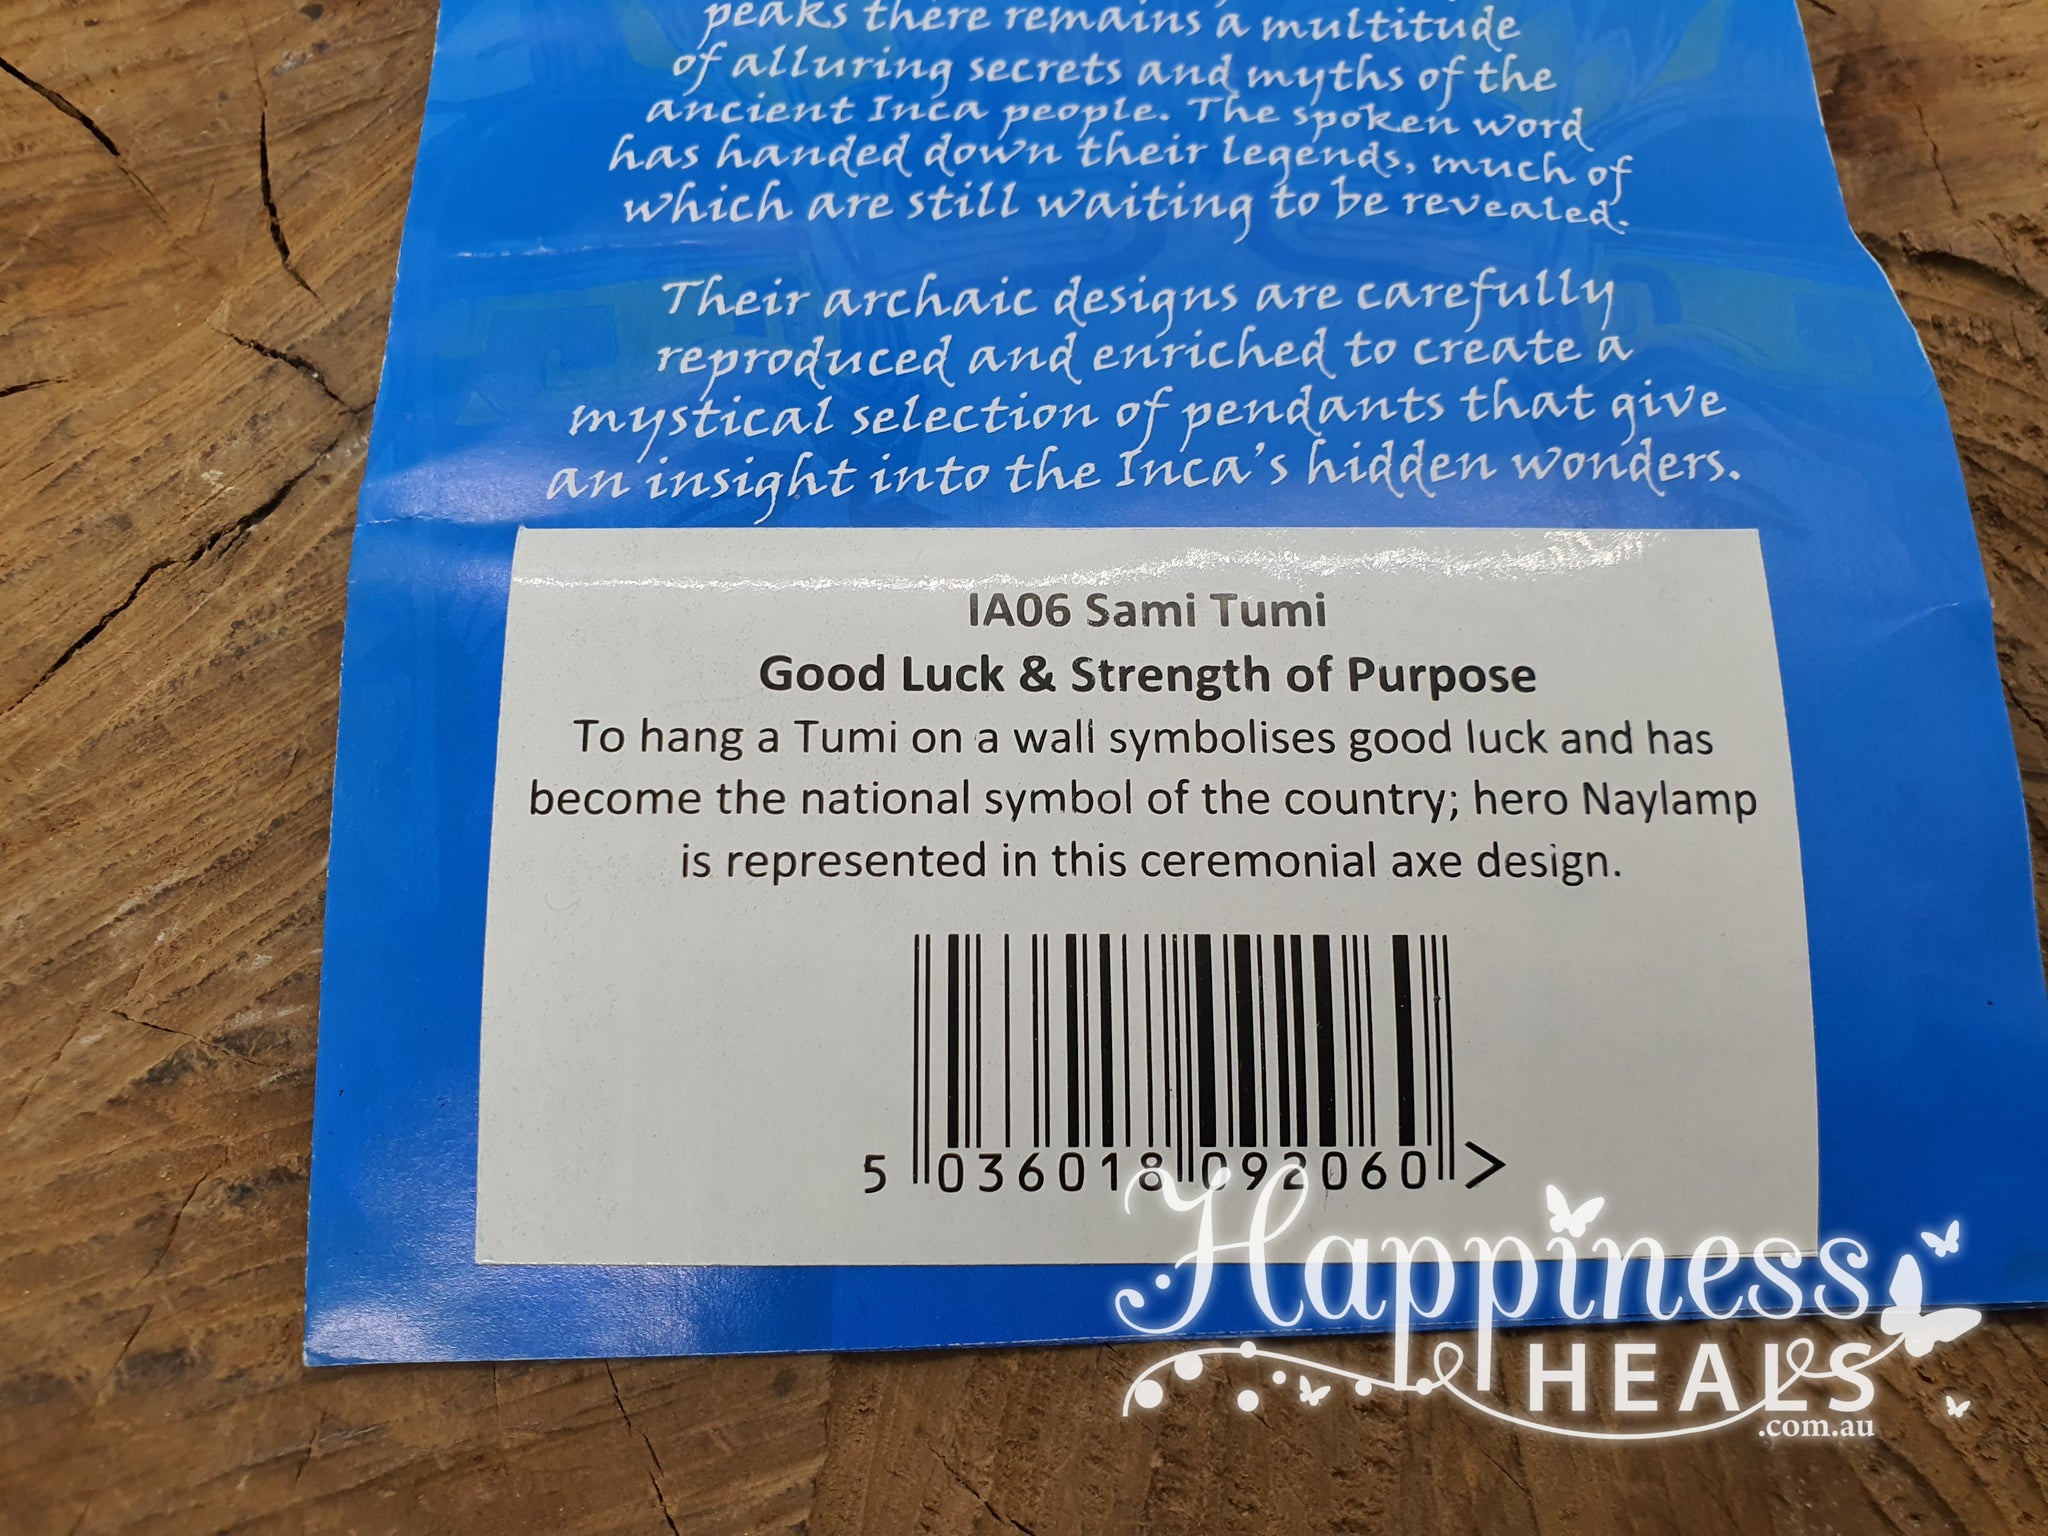 peaks there remains a multitude
of alluring secrets and myths of the
ancient Inca people. The spoken word
has handed down their legends, much of
which are still waiting to be revealed.
Their archaic designs are carefully
reproduced and enriched to create a
mystical selection of pendants that give
an insight into the Inca's hidden wonders.
IA06 Sami Tumi
Good Luck & Strength of Purpose
To hang a Tumi on a wall symbolises good luck and has
become the national symbol of the country; hero Naylamp
is represented in this ceremonial axe design.
5 036018 092060 >
Happiness
HEALS
.com.au